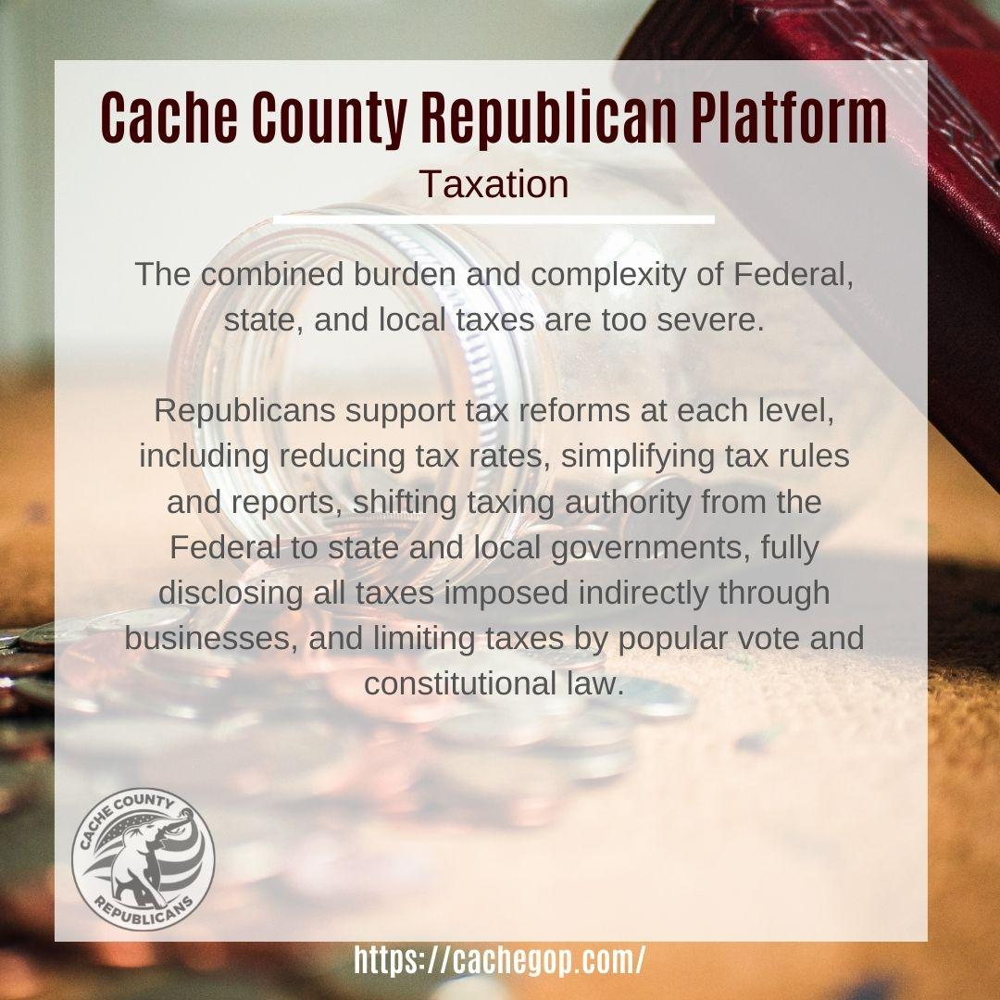 Cache County Republican Platform
Taxation
The combined burden and complexity of Federal,
state, and local taxes are too severe.
Republicans support tax reforms at each level,
including reducing tax rates, simplifying tax rules
and reports, shifting taxing authority from the
Federal to state and local governments, fully
disclosing all taxes imposed indirectly through
businesses, and limiting taxes by popular vote and
constitutional law.
CACHE COUNTY
REPUBLICANS
https://cachegop.com/